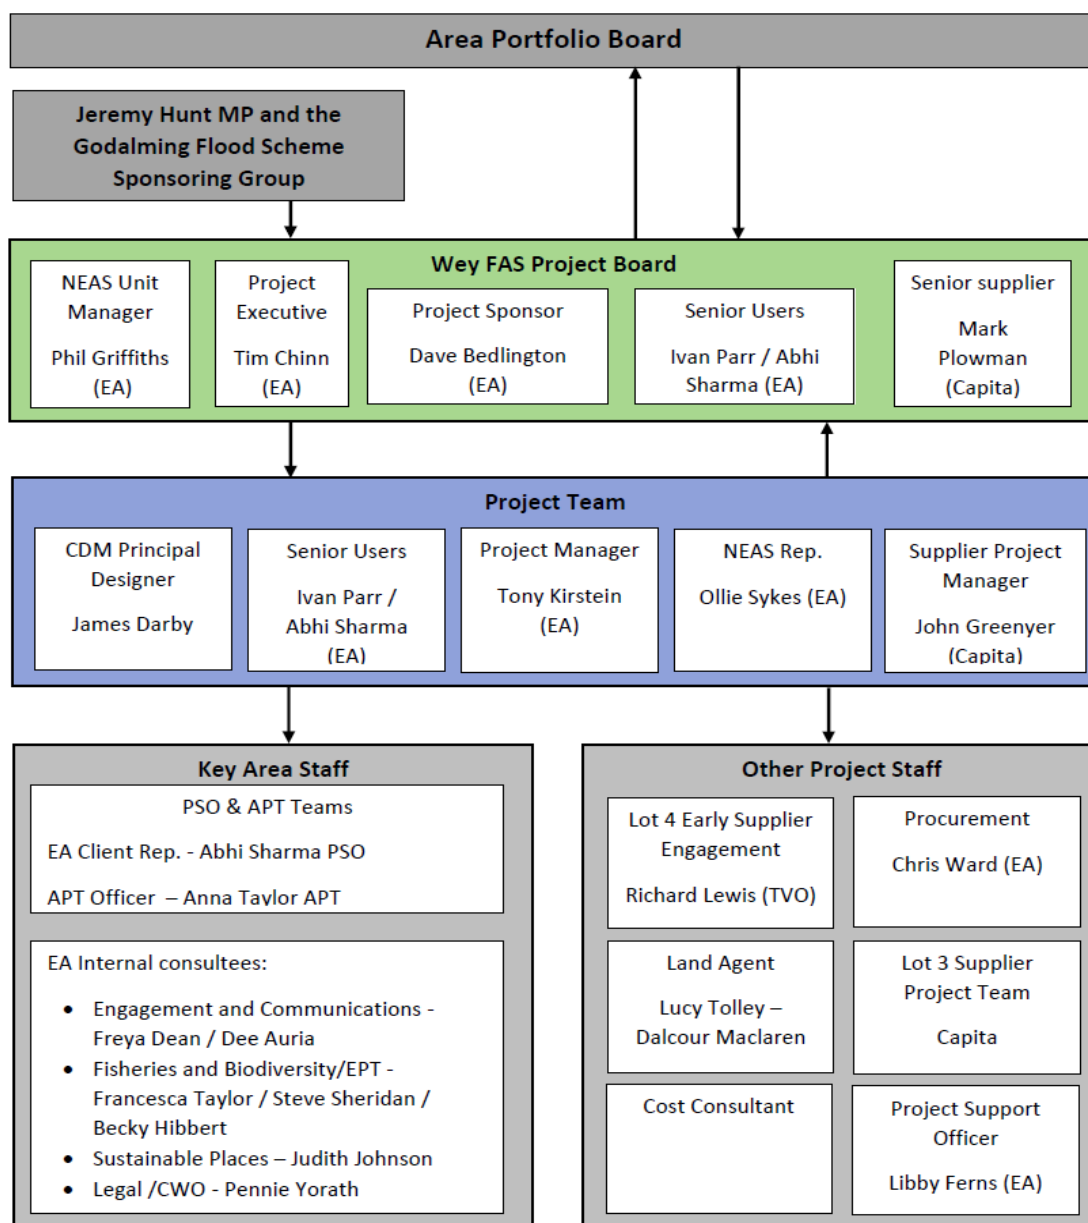 Area Portfolio Board
Jeremy Hunt MP and the
Godalming Flood Scheme
Sponsoring Group
Wey FAS Project Board
NEAS Unit
Manager
Phil Griffiths
(EA)
Project
Executive
Tim Chinn
(EA)
Project Sponsor
Dave Bedlington
(EA)
Senior Users
Ivan Parr / Abhi
Sharma (EA)
Senior supplier
Mark
Plowman
(Capita)
Project Team
CDM Principal
Designer
James Darby
Senior Users
Ivan Parr /
Abhi Sharma
(EA)
Project Manager
Tony Kirstein
(EA)
NEAS Rep.
Ollie Sykes (EA)
Supplier Project
Manager
John Greenyer
(Capita)
Key Area Staff
PSO & APT Teams
EA Client Rep. - Abhi Sharma PSO
APT Officer – Anna Taylor APT
EA Internal consultees:
• Engagement and Communications -
Freya Dean / Dee Auria
• Fisheries and Biodiversity/EPT -
Francesca Taylor / Steve Sheridan /
Becky Hibbert
• Sustainable Places – Judith Johnson
• Legal /CWO - Pennie Yorath
Other Project Staff
Lot 4 Early Supplier
Engagement
Richard Lewis (TVO)
Procurement
Chris Ward (EA)
Land Agent
Lucy Tolley –
Dalcour Maclaren
Lot 3 Supplier
Project Team
Capita
Cost Consultant
Project Support
Officer
Libby Ferns (EA)